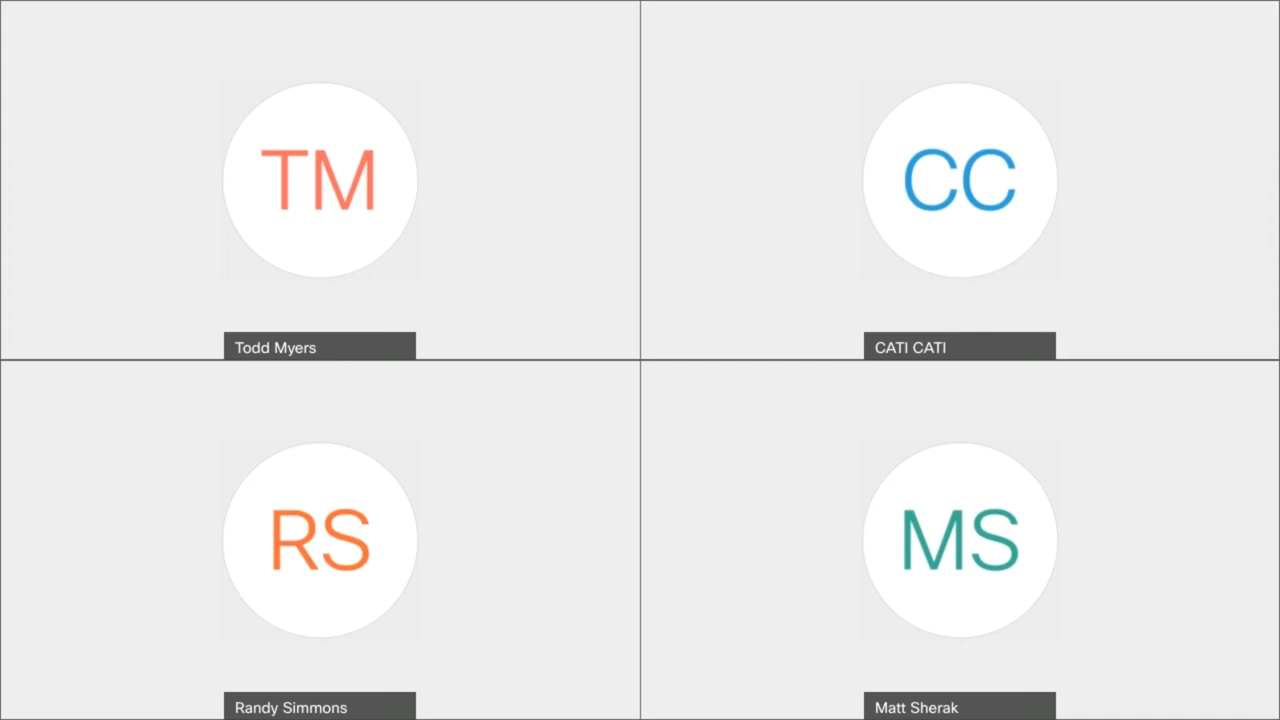 TM
Todd Myers
CC
CATI CATI
RS
Randy Simmons
MS
Matt Sherak